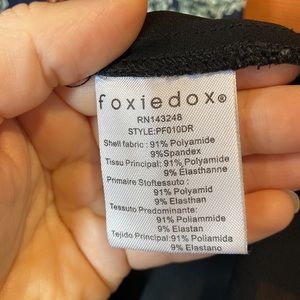 foxiedox®
RN143248
STYLE:PF010DR
Shell fabric : 91% Polyamide
9%Spandex
Tissu Principal : 91% Polyamide
9% Elasthanne
Primaire Stoftessuto :
91% Polyamid
9% Elasthan
Tessuto Predominante:
91% Poliammide
9% Elastan
Tejido Principal : 91% Poliamida
9% Elastano